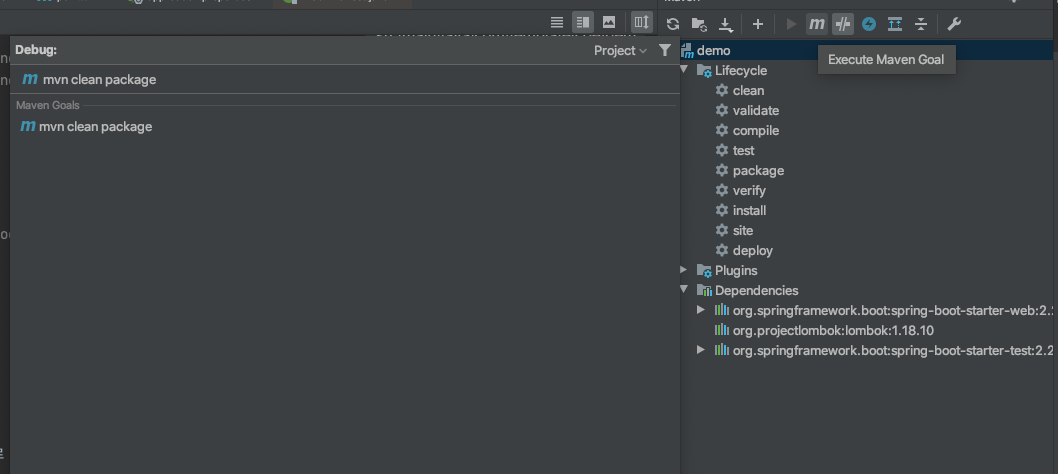 Debug:
Project
mvn clean package
Maven Goals
mvn clean package
demo
Execute Maven Goal
Lifecycle
clean
validate
compile
test
package
verify
install
site
deploy
Plugins
Dependencies
org.springframework.boot:spring-boot-starter-web:2.
org.projectlombok:lombok:1.18.10
org.springframework.boot:spring-boot-starter-test:2.2